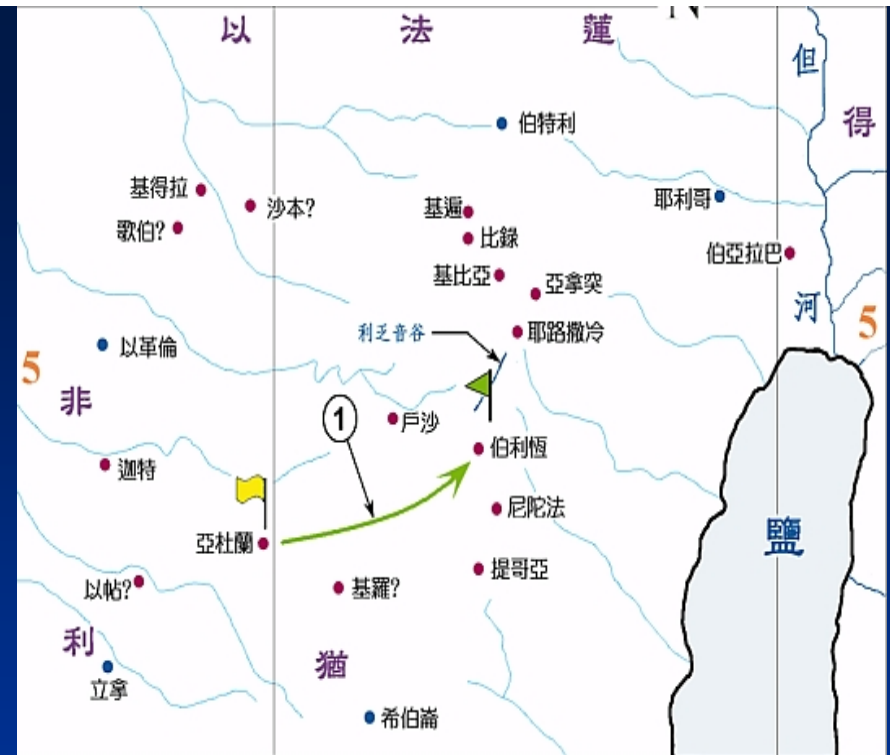 N
以 法 蓮
但
得
伯特利
基得拉
沙本?
耶利哥
基遍
歌伯?
比錄
伯亞拉巴
基比亞
亞拿突
河
5
利乏音谷
耶路撒冷
以革倫
5
非
1
戶沙
伯利恆
迦特
尼陀法
亞杜蘭
鹽
提哥亞
以帖?
基羅?
利
猶
立拿
希伯崙